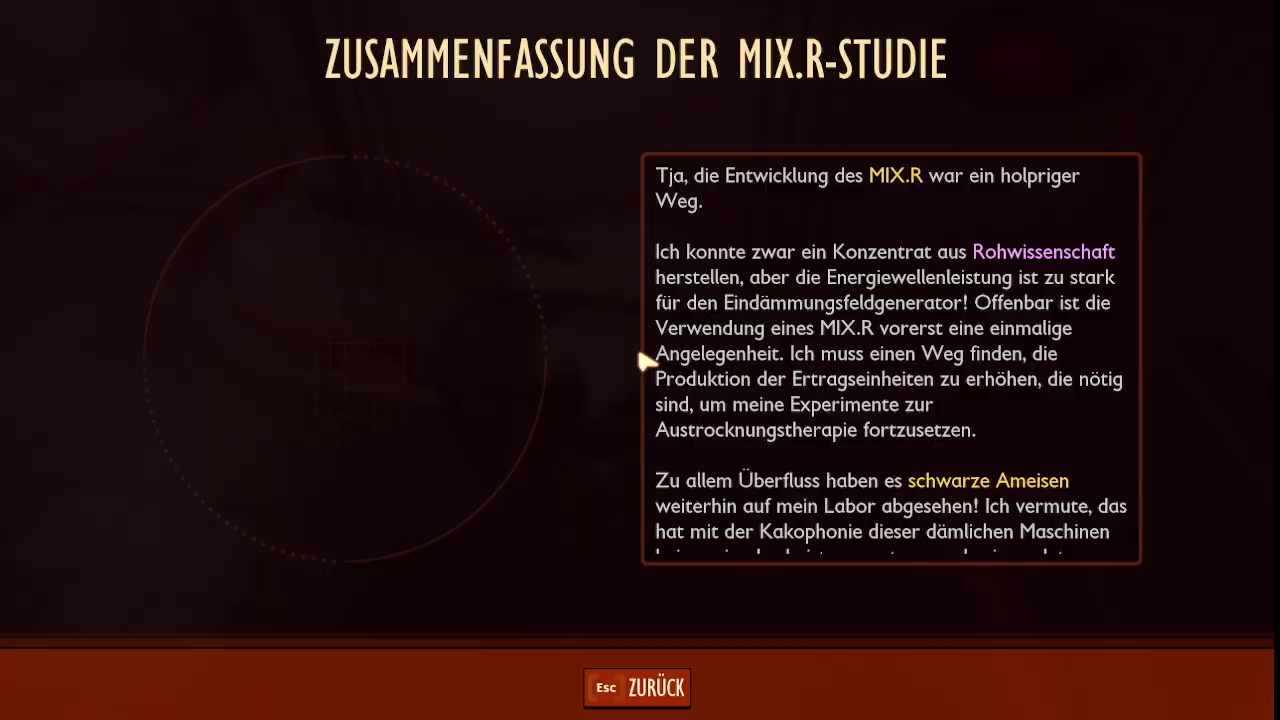 ZUSAMMENFASSUNG DER MIX.R-STUDIE
Tja, die Entwicklung des MIX.R war ein holpriger
Weg.
Ich konnte zwar ein Konzentrat aus Rohwissenschaft
herstellen, aber die Energiewellenleistung ist zu stark
für den Eindämmungsfeldgenerator! Offenbar ist die
Verwendung eines MIX.R vorerst eine einmalige
Angelegenheit. Ich muss einen Weg finden, die
Produktion der Ertragseinheiten zu erhöhen, die nötig
sind, um meine Experimente zur
Austrocknungstherapie fortzusetzen.
Zu allem Überfluss haben es schwarze Ameisen
weiterhin auf mein Labor abgesehen! Ich vermute, das
hat mit der Kakophonie dieser dämlichen Maschinen
Esc ZURÜCK